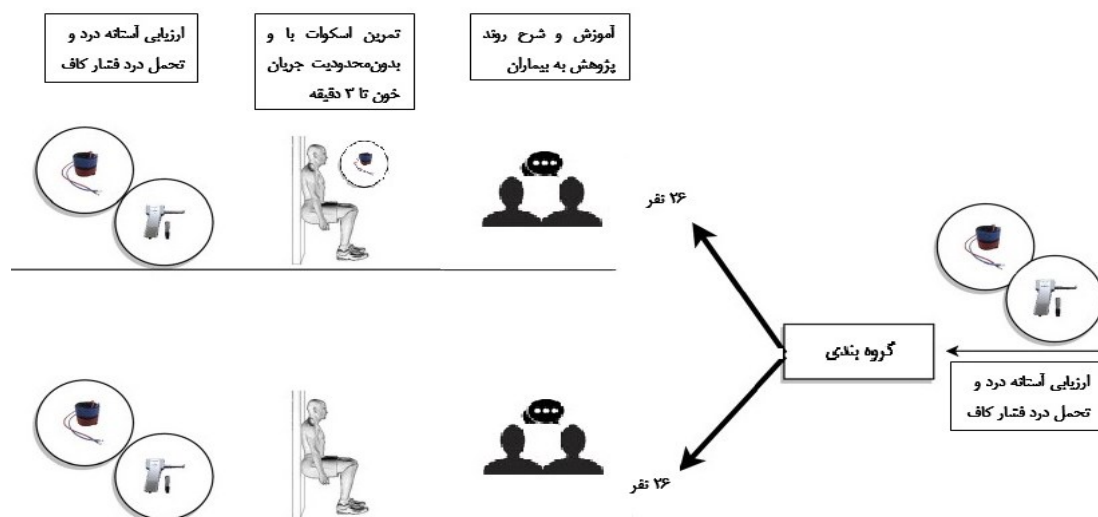 آموزش و شرح روند
پژوهش به بیماران
تمرین اسکوات با و
بدون‌محدودیت جریان
خون تا ۳ دقیقه
ارزیابی آستانه درد و
تحمل درد فشار کاف
۲۶ نفر
گروه بندی
ارزیابی آستانه درد و
تحمل درد فشار کاف
۲۶ نفر